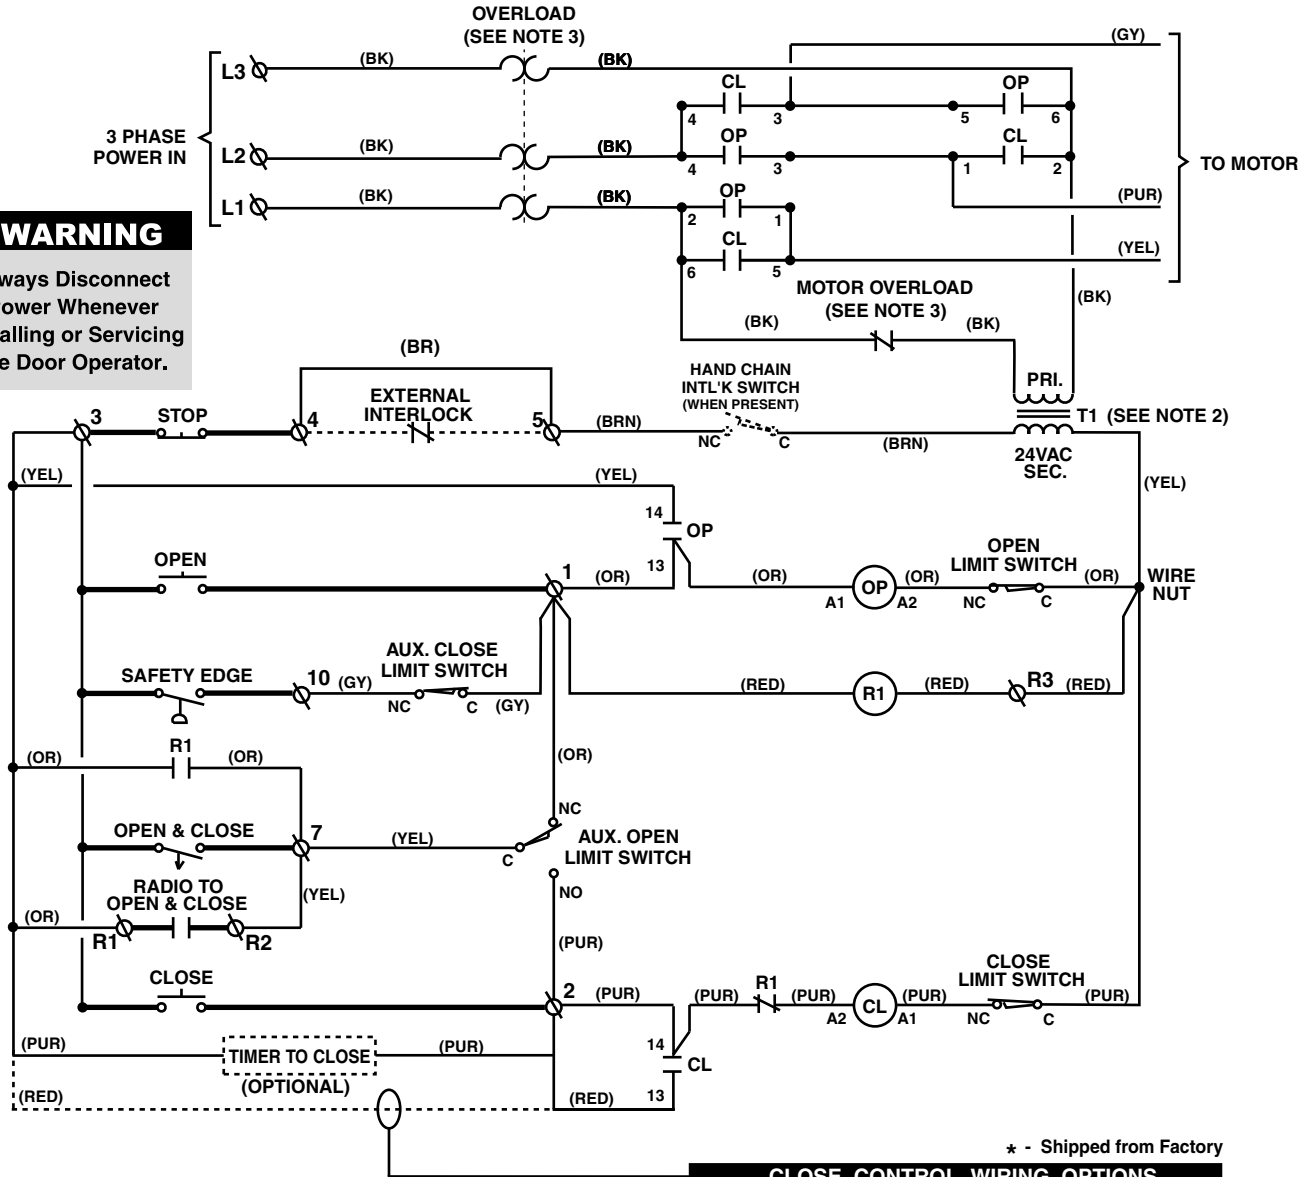 OVERLOAD
(SEE NOTE 3)
(GY)
L3
(BK)
(BK)
CL
OP
4
3
5
6
3 PHASE
POWER IN
L2
(BK)
(BK)
OP
CL
4
3
1
2
TO MOTOR
L1
(BK)
(BK)
OP
2
1
(PUR)
CL
6
5
(YEL)
WARNING
ways Disconnect
ower Whenever
alling or Servicing
e Door Operator.
MOTOR OVERLOAD
(SEE NOTE 3)
(BK)
(BK)
(BK)
(BR)
HAND CHAIN
INTL'K SWITCH
(WHEN PRESENT)
PRI.
3
STOP
4
EXTERNAL
INTERLOCK
5
(BRN)
NC
C
(BRN)
T1 (SEE NOTE 2)
24VAC
SEC.
(YEL)
(YEL)
(YEL)
14
OP
13
OPEN
1
(OR)
(OR)
OP
A1
A2
(OR)
OPEN
LIMIT SWITCH
NC
C
(OR)
WIRE
NUT
SAFETY EDGE
10
(GY)
AUX. CLOSE
LIMIT SWITCH
NC
C
(GY)
(RED)
R1
(RED)
R3
(RED)
(OR)
R1
(OR)
(OR)
NC
OPEN & CLOSE
7
(YEL)
C
AUX. OPEN
LIMIT SWITCH
NO
RADIO TO
OPEN & CLOSE
(YEL)
(OR)
R1
R2
(PUR)
CLOSE
2
(PUR)
(PUR)
R1
(PUR)
CL
A2
A1
(PUR)
CLOSE
LIMIT SWITCH
NC
C
(PUR)
(PUR)
TIMER TO CLOSE
(OPTIONAL)
(PUR)
14
CL
13
(RED)
(RED)
* - Shipped from Factory
CLOSE CONTROL WIRING OPTIONS